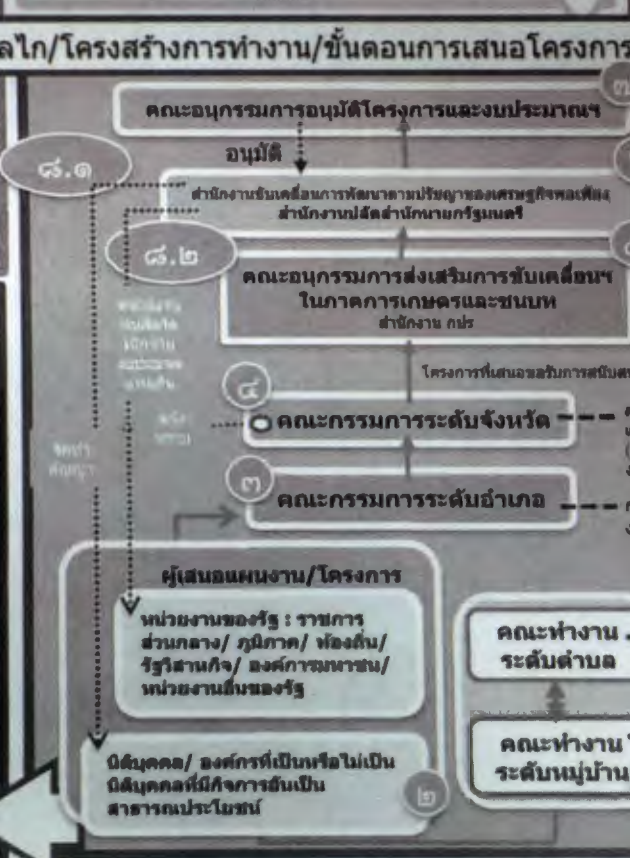 ลไก/โครงสร้างการทำงาน/ขั้นตอนการเสนอโครงการ
๗
คณะอนุกรรมการอนุมัติโครงการและงบประมาณฯ
อนุมัติ
๘.๑
สำนักงานขับเคลื่อนการพัฒนาตามปรัชญาของเศรษฐกิจพอเพียง
สำนักงานปลัดสำนักนายกรัฐมนตรี
๘.๒
คณะอนุกรรมการส่งเสริมการขับเคลื่อนฯ
ในภาคการเกษตรและชนบท
สำนักงาน กปร
โครงการที่เสนอขอรับการสนับสน
๔
คณะกรรมการระดับจังหวัด
๓
คณะกรรมการระดับอำเภอ
จัดทำ
สัญญา
ผู้เสนอแผนงาน/โครงการ
หน่วยงานของรัฐ : ราชการ
ส่วนกลาง/ ภูมิภาค/ ท้องถิ่น/
รัฐวิสาหกิจ/ องค์การมหาชน/
หน่วยงานอื่นของรัฐ
นิติบุคคล/ องค์กรที่เป็นหรือไม่เป็น
นิติบุคคลที่มีกิจการอันเป็น
สาธารณประโยชน์
๒
คณะทำงาน
ระดับตำบล
คณะทำงาน
ระดับหมู่บ้าน